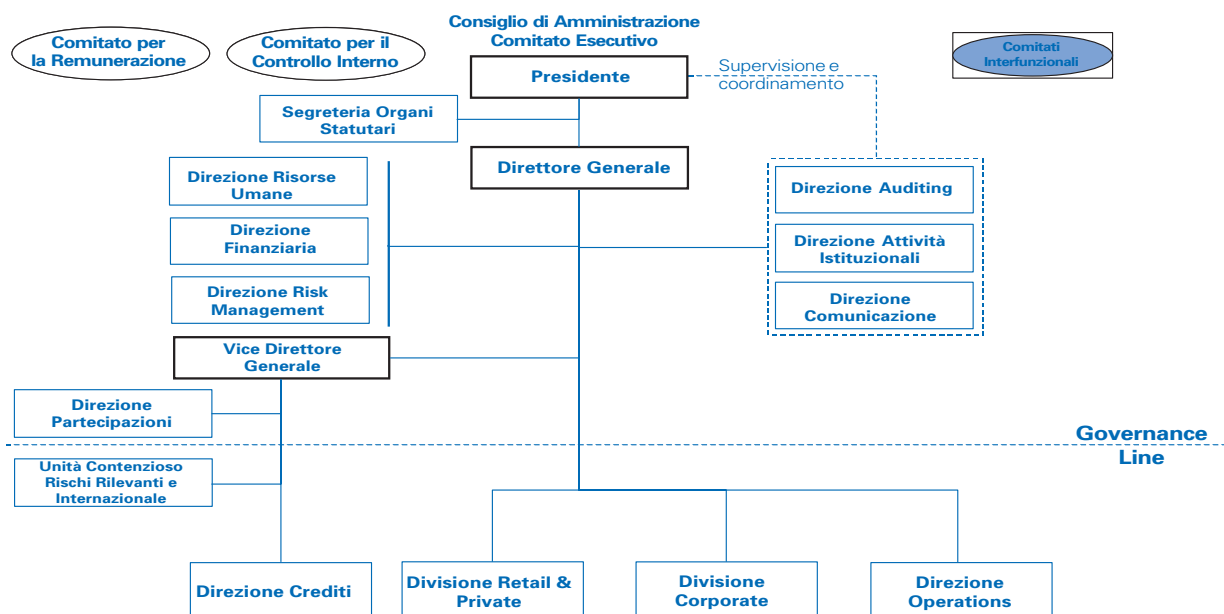 Consiglio di Amministrazione
Comitato Esecutivo
Comitato per
la Remunerazione
Comitato per il
Controllo Interno
Comitati
Interfunzionali
Presidente
Supervisione e
coordinamento
Segreteria Organi
Statutari
Direttore Generale
Direzione Risorse
Umane
Direzione
Finanziaria
Direzione Risk
Management
Direzione Auditing
Direzione Attività
Istituzionali
Direzione
Comunicazione
Vice Direttore
Generale
Direzione
Partecipazioni
Governance
Line
Unità Contenzioso
Rischi Rilevanti e
Internazionale
Direzione Crediti
Divisione Retail &
Private
Divisione
Corporate
Direzione
Operations